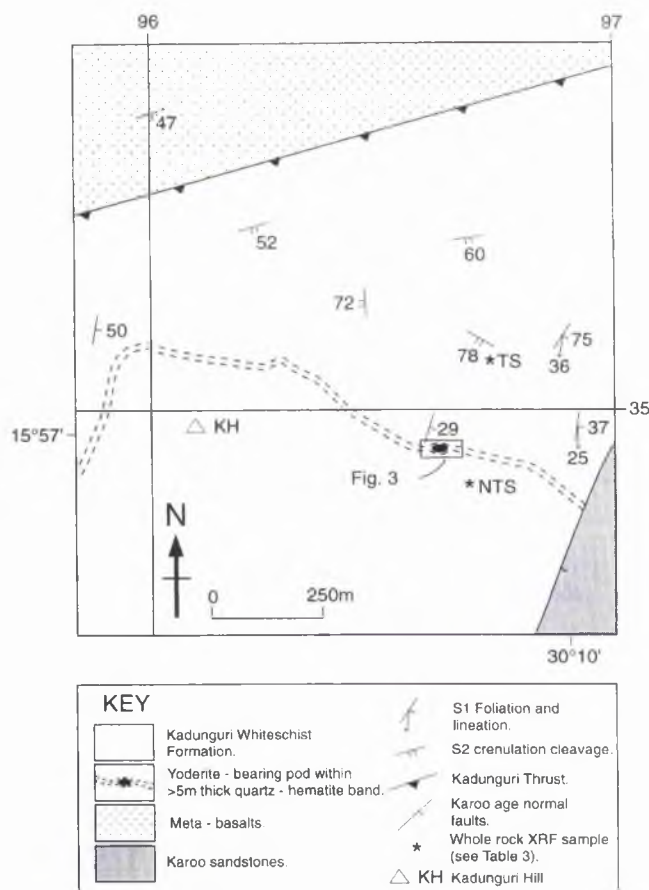 96
97
47
52
60
72
50
75
78
*TS
36
35
15°57'
KH
29
37
25
Fig. 3
*NTS
N
0
250m
30°10'
KEY
Kadunguri Whiteschist
Formation.
Yoderite - bearing pod within
>5m thick quartz - hematite band.
Meta - basalts
Karoo sandstones.
S1 Foliation and
lineation.
S2 crenulation cleavage.
Kadunguri Thrust.
Karoo age normal
faults.
* Whole rock XRF sample
(see Table 3).
KH Kadunguri Hill